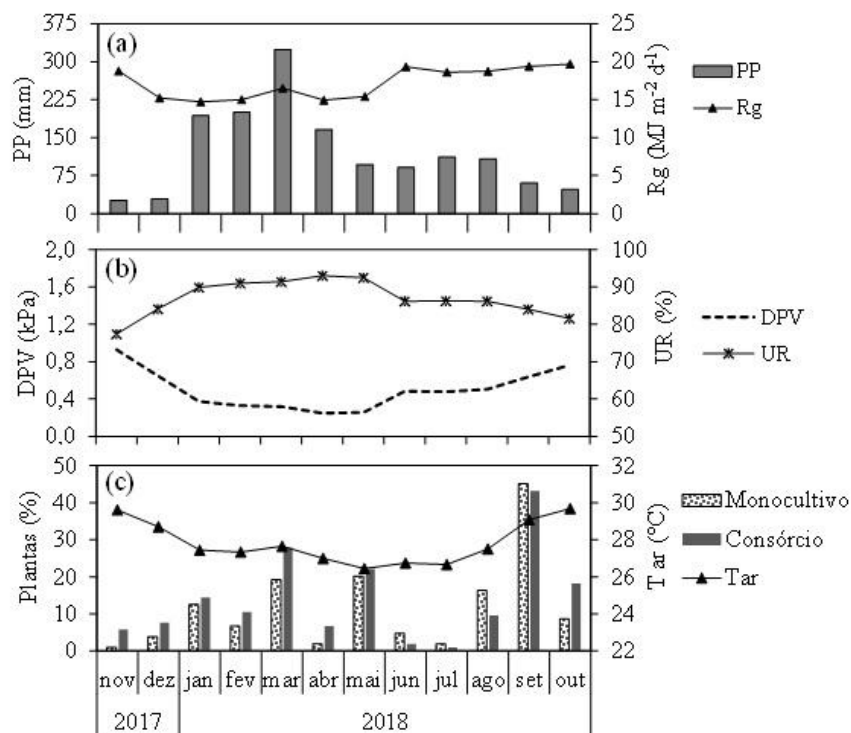 (a)
PP (mm)
375
300
225
150
75
0
25
20
15
10
5
0
Rg (MJ m⁻² d⁻¹)
PP
Rg
(b)
DPV (kPa)
2,0
1,6
1,2
0,8
0,4
0,0
100
90
80
70
60
50
UR (%)
DPV
UR
(c)
Plantas (%)
50
40
30
20
10
0
32
30
28
26
24
22
Tar (°C)
Monocultivo
Consórcio
Tar
nov dez jan fev mar abr mai jun jul ago set out
2017 2018